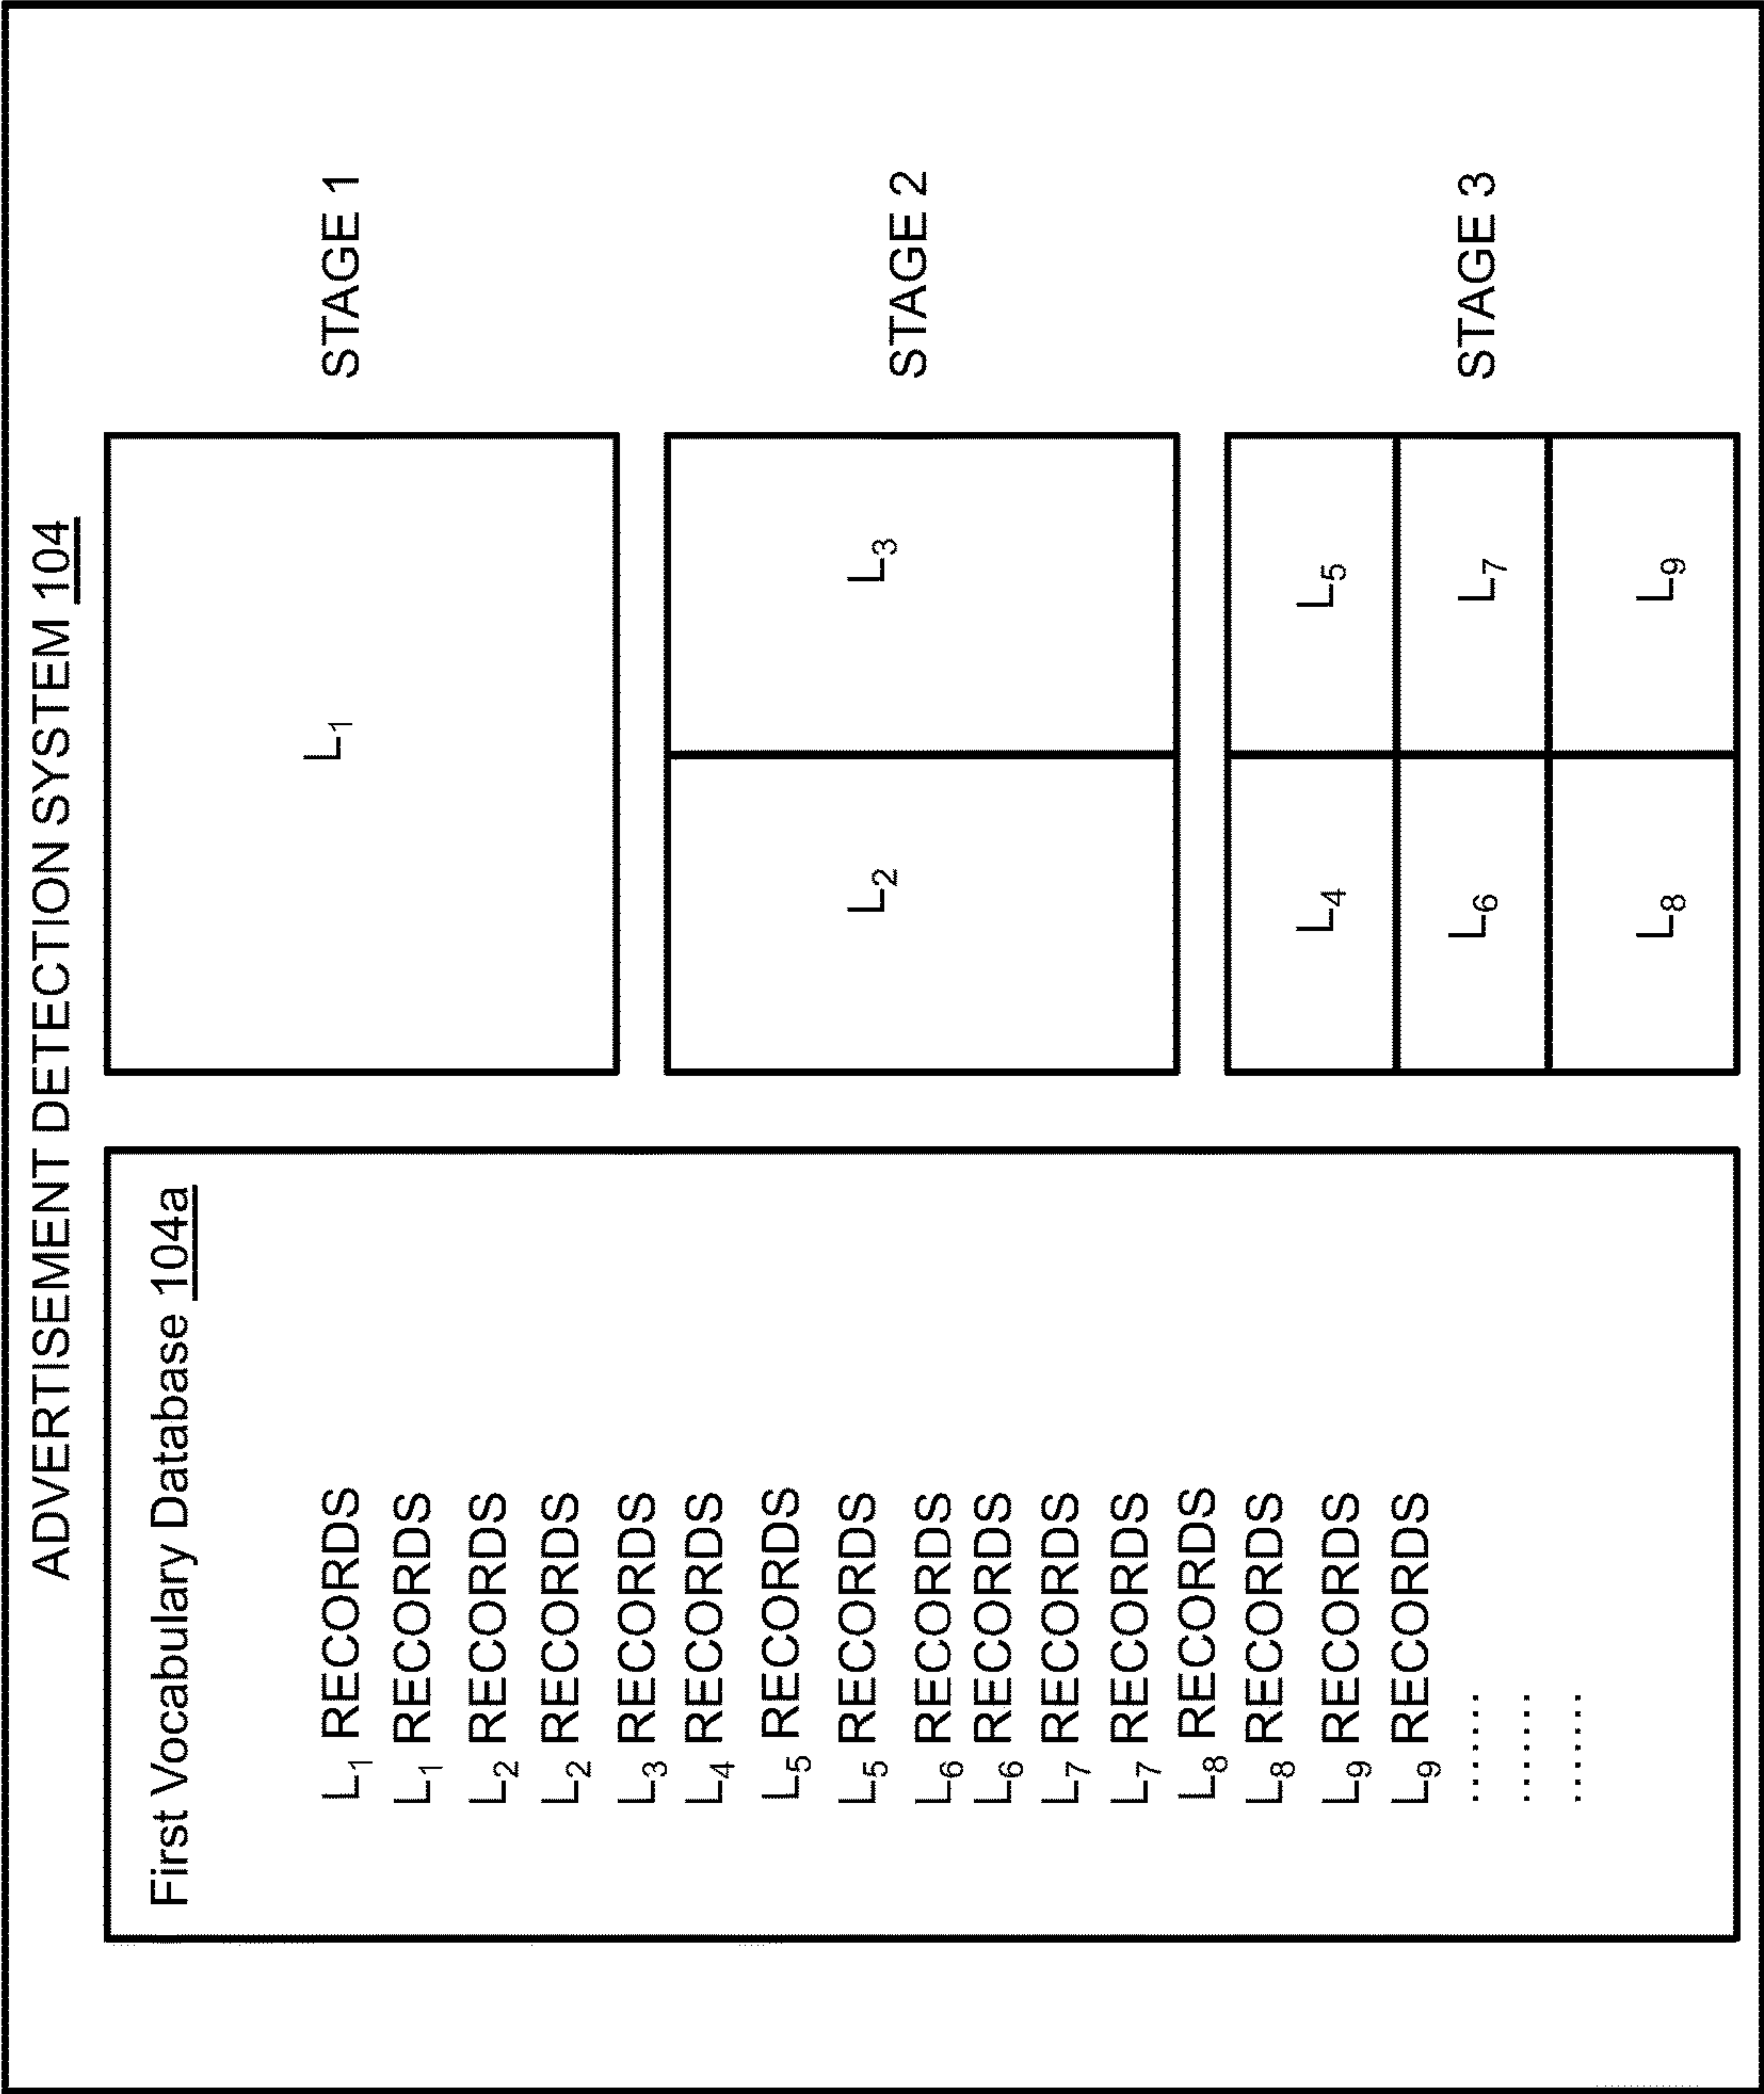 ADVERTISEMENT DETECTION SYSTEM 104
First Vocabulary Database 104a
L₁ RECORDS
L₁ RECORDS
L₂ RECORDS
L₂ RECORDS
L₃ RECORDS
L₄ RECORDS
L₅ RECORDS
L₅ RECORDS
L₆ RECORDS
L₆ RECORDS
L₇ RECORDS
L₇ RECORDS
L₈ RECORDS
L₈ RECORDS
L₉ RECORDS
L₉ RECORDS
.......
.......
.......
L₁
STAGE 1
L₂ L₃
STAGE 2
L₄ L₅
L₆ L₇
L₈ L₉
STAGE 3